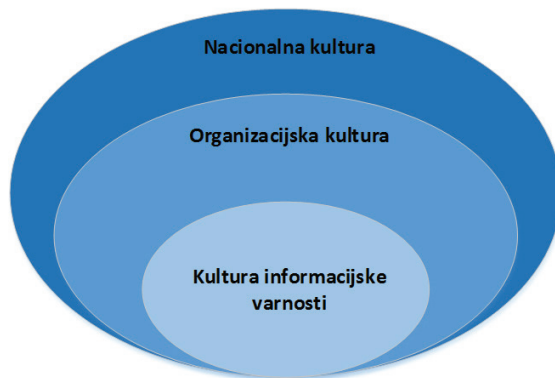 Nacionalna kultura
Organizacijska kultura
Kultura informacijske
varnosti